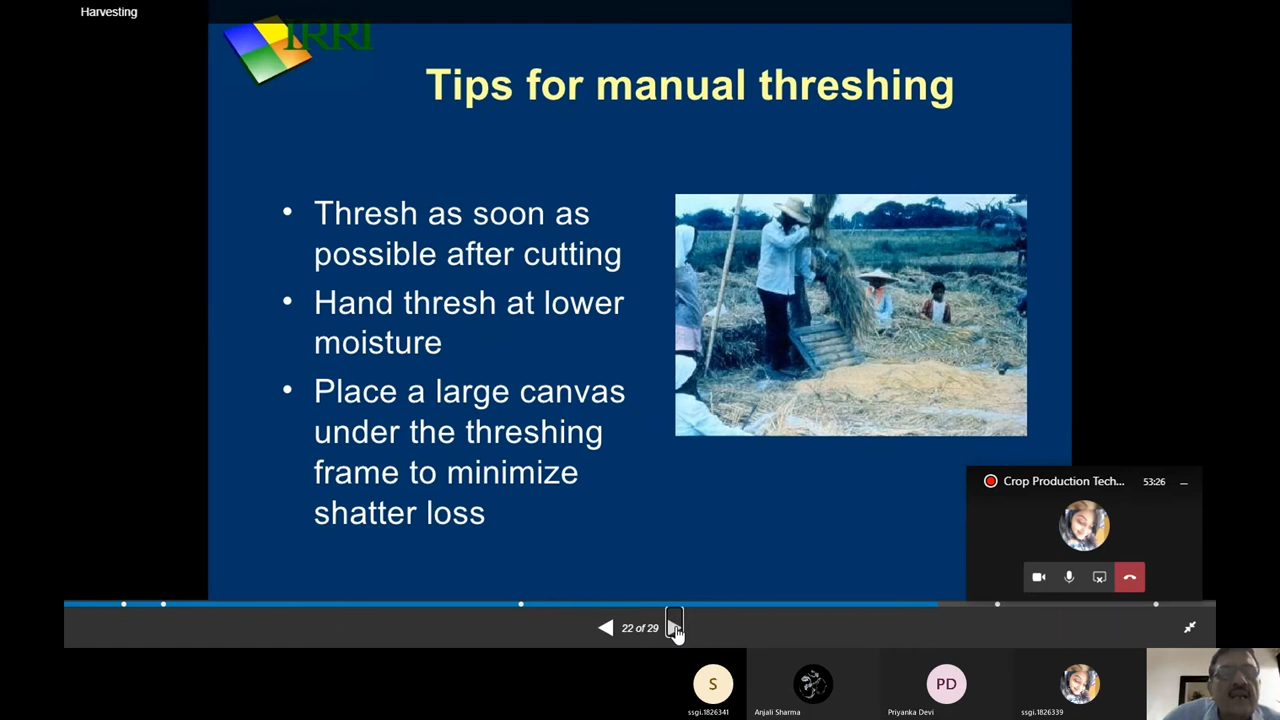 Harvesting
IRRI
Tips for manual threshing
• Thresh as soon as
possible after cutting
• Hand thresh at lower
moisture
• Place a large canvas
under the threshing
frame to minimize
shatter loss
Crop Production Tech... 53:26
22 of 29
S
PD
ssgi.1826341
Anjali Sharma
Priyanka Devi
ssgi.1826339